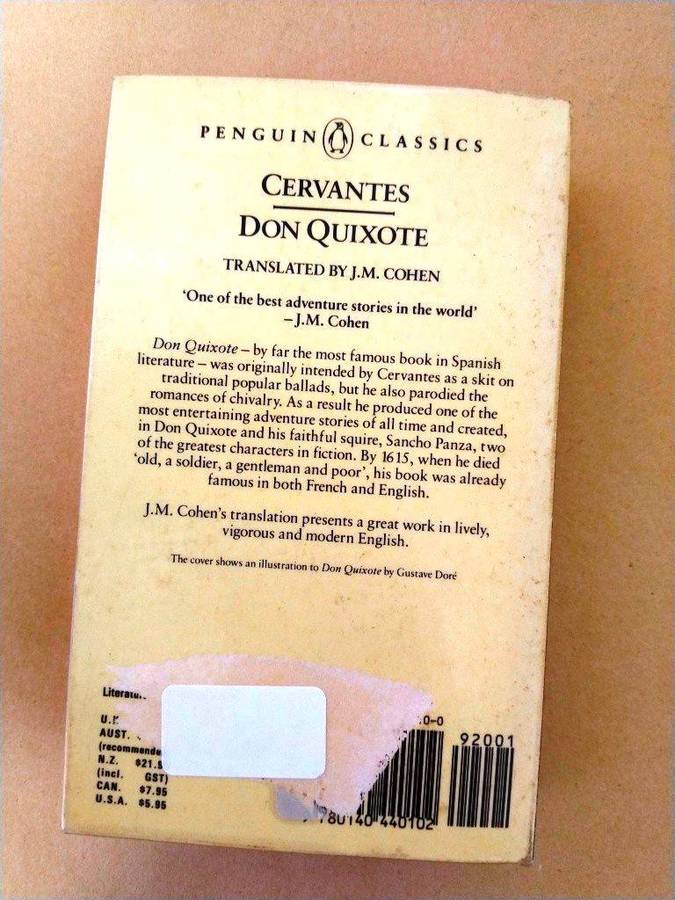 PENGUIN CLASSICS
CERVANTES
DON QUIXOTE
TRANSLATED BY J.M. COHEN
‘One of the best adventure stories in the world’
–J.M. Cohen
Don Quixote – by far the most famous book in Spanish
literature – was originally intended by Cervantes as a skit on
traditional popular ballads, but he also parodied the
romances of chivalry. As a result he produced one of the
most entertaining adventure stories of all time and created,
in Don Quixote and his faithful squire, Sancho Panza, two
of the greatest characters in fiction. By 1615, when he died
‘old, a soldier, a gentleman and poor’, his book was already
famous in both French and English.
J.M. Cohen’s translation presents a great work in lively,
vigorous and modern English.
The cover shows an illustration to Don Quixote by Gustave Doré
AUST.
N.Z.
(incl. GST)
CAN. $7.95
U.S.A. $5.95
0-0
92001
780140 440102